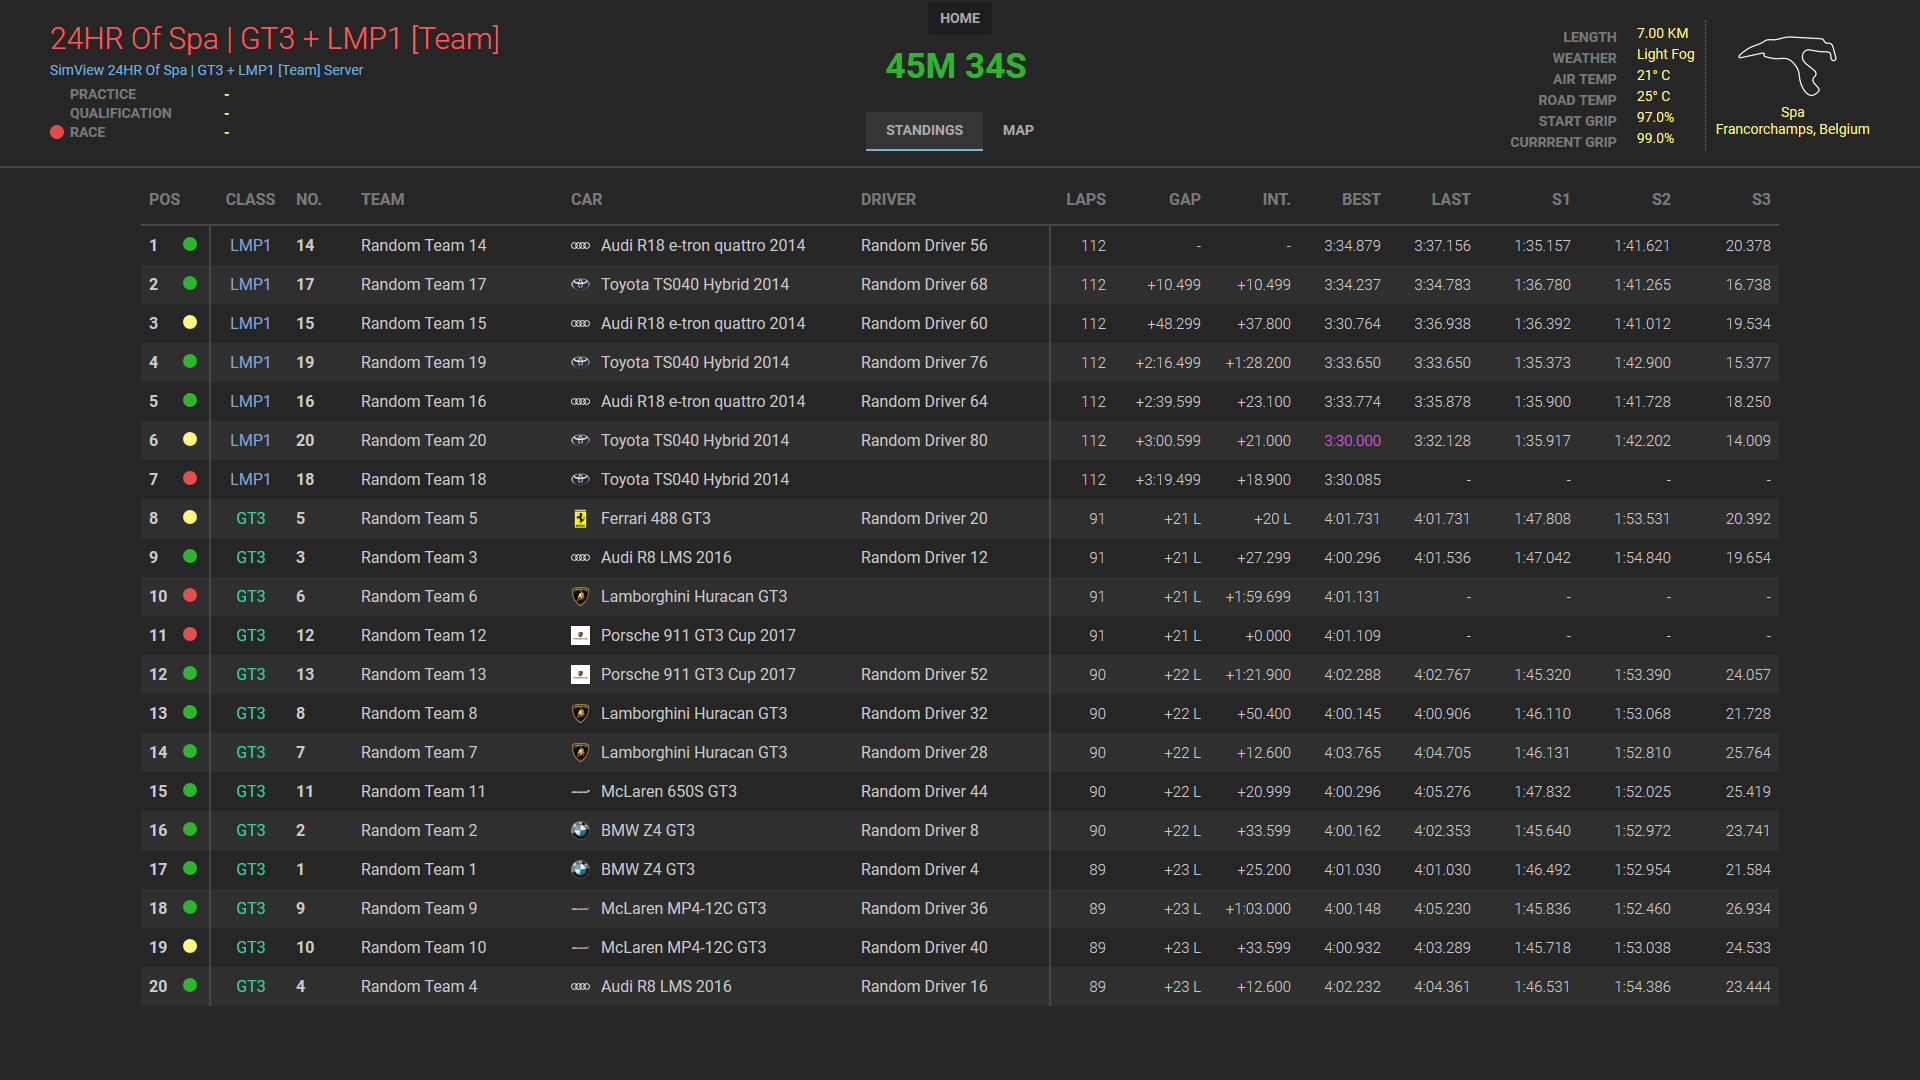 HOME
24HR Of Spa | GT3 + LMP1 [Team]
SimView 24HR Of Spa | GT3 + LMP1 [Team] Server
PRACTICE -
QUALIFICATION -
RACE -
45M 34S
STANDINGS MAP
LENGTH 7.00 KM
WEATHER Light Fog
AIR TEMP 21° C
ROAD TEMP 25° C
START GRIP 97.0%
CURRRENT GRIP 99.0%
Spa
Francorchamps, Belgium
POS CLASS NO. TEAM CAR DRIVER LAPS GAP INT. BEST LAST S1 S2 S3
1 LMP1 14 Random Team 14 Audi R18 e-tron quattro 2014 Random Driver 56 112 - - 3:34.879 3:37.156 1:35.157 1:41.621 20.378
2 LMP1 17 Random Team 17 Toyota TS040 Hybrid 2014 Random Driver 68 112 +10.499 +10.499 3:34.237 3:34.783 1:36.780 1:41.265 16.738
3 LMP1 15 Random Team 15 Audi R18 e-tron quattro 2014 Random Driver 60 112 +48.299 +37.800 3:30.764 3:36.938 1:36.392 1:41.012 19.534
4 LMP1 19 Random Team 19 Toyota TS040 Hybrid 2014 Random Driver 76 112 +2:16.499 +1:28.200 3:33.650 3:33.650 1:35.373 1:42.900 15.377
5 LMP1 16 Random Team 16 Audi R18 e-tron quattro 2014 Random Driver 64 112 +2:39.599 +23.100 3:33.774 3:35.878 1:35.900 1:41.728 18.250
6 LMP1 20 Random Team 20 Toyota TS040 Hybrid 2014 Random Driver 80 112 +3:00.599 +21.000 3:30.000 3:32.128 1:35.917 1:42.202 14.009
7 LMP1 18 Random Team 18 Toyota TS040 Hybrid 2014 112 +3:19.499 +18.900 3:30.085 - - - -
8 GT3 5 Random Team 5 Ferrari 488 GT3 Random Driver 20 91 +21 L +20 L 4:01.731 4:01.731 1:47.808 1:53.531 20.392
9 GT3 3 Random Team 3 Audi R8 LMS 2016 Random Driver 12 91 +21 L +27.299 4:00.296 4:01.536 1:47.042 1:54.840 19.654
10 GT3 6 Random Team 6 Lamborghini Huracan GT3 91 +21 L +1:59.699 4:01.131 - - - -
11 GT3 12 Random Team 12 Porsche 911 GT3 Cup 2017 91 +21 L +0.000 4:01.109 - - - -
12 GT3 13 Random Team 13 Porsche 911 GT3 Cup 2017 Random Driver 52 90 +22 L +1:21.900 4:02.288 4:02.767 1:45.320 1:53.390 24.057
13 GT3 8 Random Team 8 Lamborghini Huracan GT3 Random Driver 32 90 +22 L +50.400 4:00.145 4:00.906 1:46.110 1:53.068 21.728
14 GT3 7 Random Team 7 Lamborghini Huracan GT3 Random Driver 28 90 +22 L +12.600 4:03.765 4:04.705 1:46.131 1:52.810 25.764
15 GT3 11 Random Team 11 McLaren 650S GT3 Random Driver 44 90 +22 L +20.999 4:00.296 4:05.276 1:47.832 1:52.025 25.419
16 GT3 2 Random Team 2 BMW Z4 GT3 Random Driver 8 90 +22 L +33.599 4:00.162 4:02.353 1:45.640 1:52.972 23.741
17 GT3 1 Random Team 1 BMW Z4 GT3 Random Driver 4 89 +23 L +25.200 4:01.030 4:01.030 1:46.492 1:52.954 21.584
18 GT3 9 Random Team 9 McLaren MP4-12C GT3 Random Driver 36 89 +23 L +1:03.000 4:00.148 4:05.230 1:45.836 1:52.460 26.934
19 GT3 10 Random Team 10 McLaren MP4-12C GT3 Random Driver 40 89 +23 L +33.599 4:00.932 4:03.289 1:45.718 1:53.038 24.533
20 GT3 4 Random Team 4 Audi R8 LMS 2016 Random Driver 16 89 +23 L +12.600 4:02.232 4:04.361 1:46.531 1:54.386 23.444